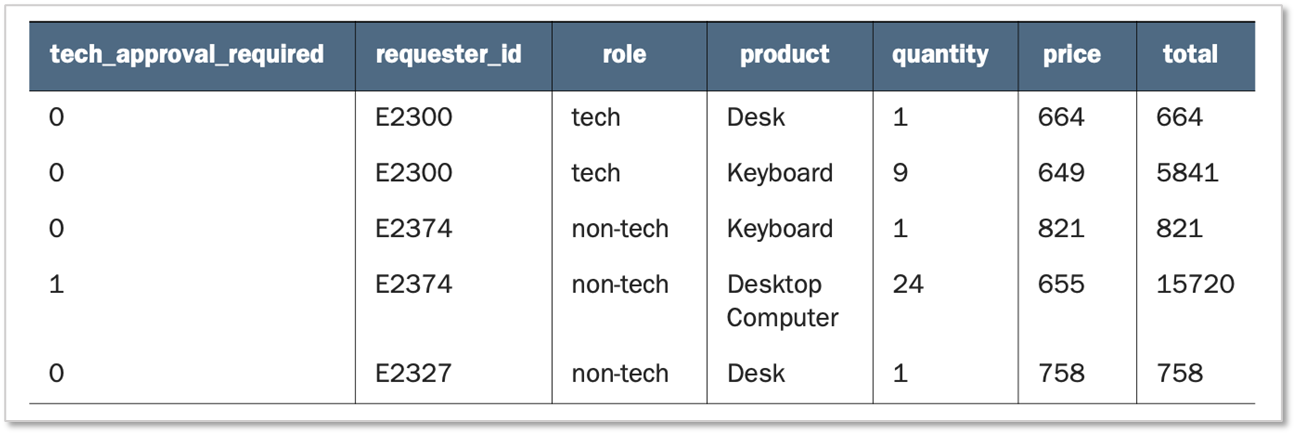 tech_approval_required requester_id role product quantity price total
0 E2300 tech Desk 1 664 664
0 E2300 tech Keyboard 9 649 5841
0 E2374 non-tech Keyboard 1 821 821
1 E2374 non-tech Desktop 24 655 15720
Computer
0 E2327 non-tech Desk 1 758 758